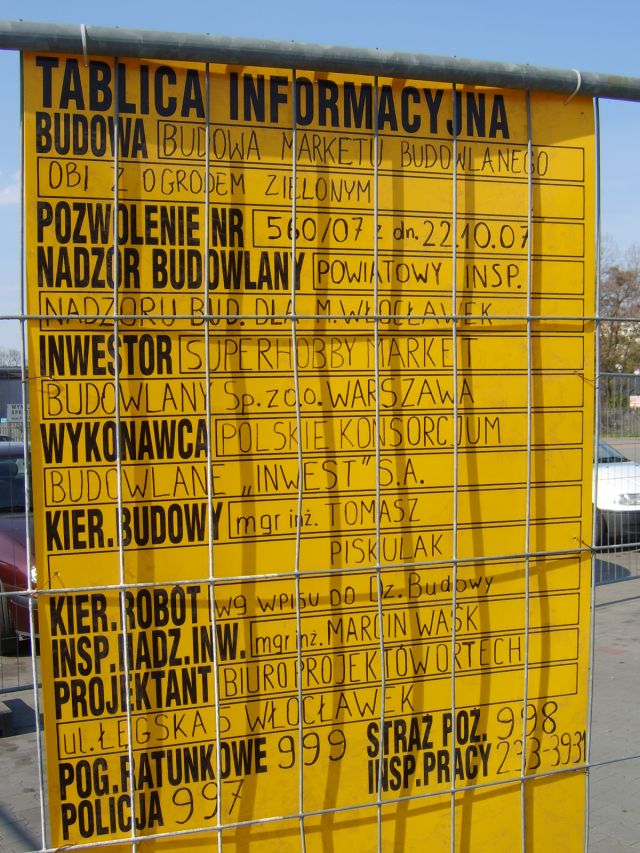 TABLICA INFORMACYJNA
BUDOWA BUDOWA MARKETU BUDOWLANEGO
OBI Z OGRODEM ZIELONYM
POZWOLENIE NR 560/07 z dn. 22.10.07
NADZÓR BUDOWLANY POWIATOWY INSP.
NADZORU BUD. DLA M. WŁOCŁAWEK
INWESTOR SUPERHOBBY MARKET
BUDOWLANY Sp. z o.o. WARSZAWA
WYKONAWCA POLSKIE KONSORCJUM
BUDOWLANE „INWEST” S.A.
KIER. BUDOWY mgr inż. TOMASZ
PISKULAK
KIER. ROBÓT wg WPISU DO Dz. Budowy
INSP. NADZ. INW. mgr inż. MARCIN WĄSK
PROJEKTANT BIURO PROJEKTÓW ORTECH
ul. ŁĘGSKA 5 WŁOCŁAWEK
POG. RATUNKOWE 999 STRAŻ POŻ. 998
POLICJA 997 INSP. PRACY 233-3931